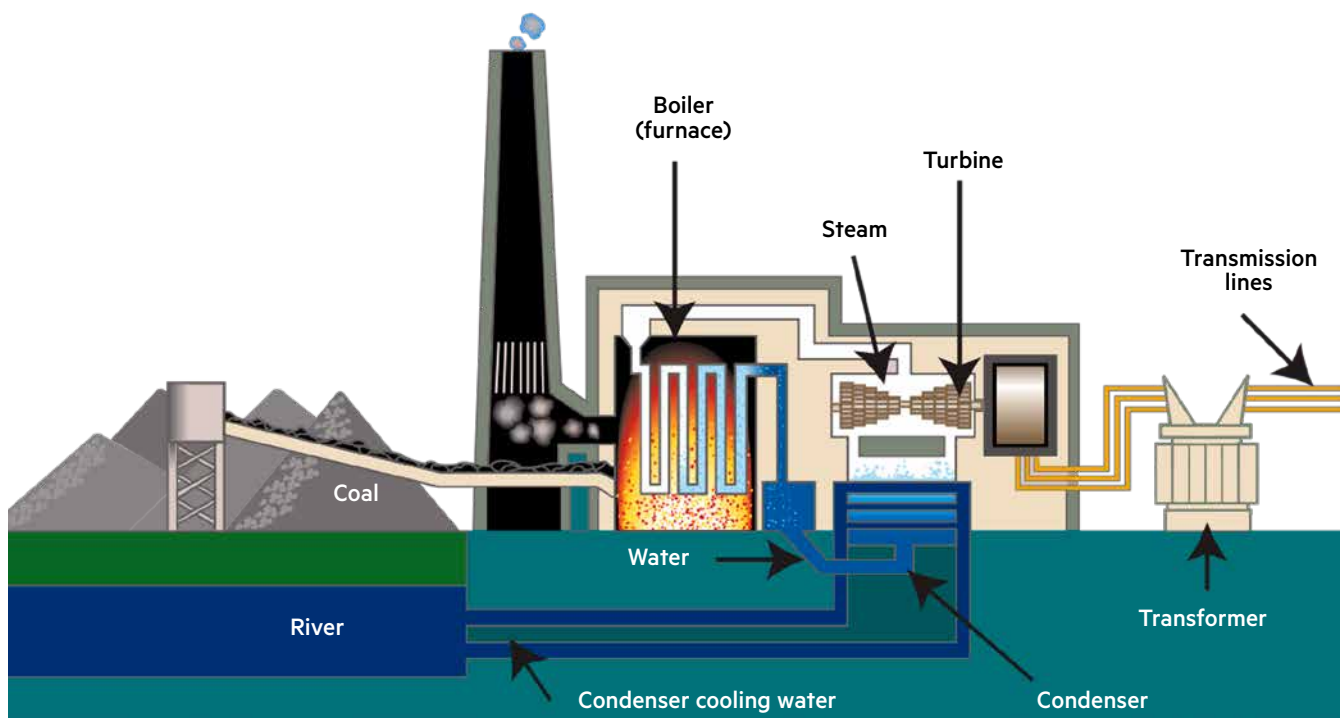 Boiler
(furnace)
Turbine
Steam
Transmission
lines
Coal
Water
River
Transformer
Condenser cooling water
Condenser